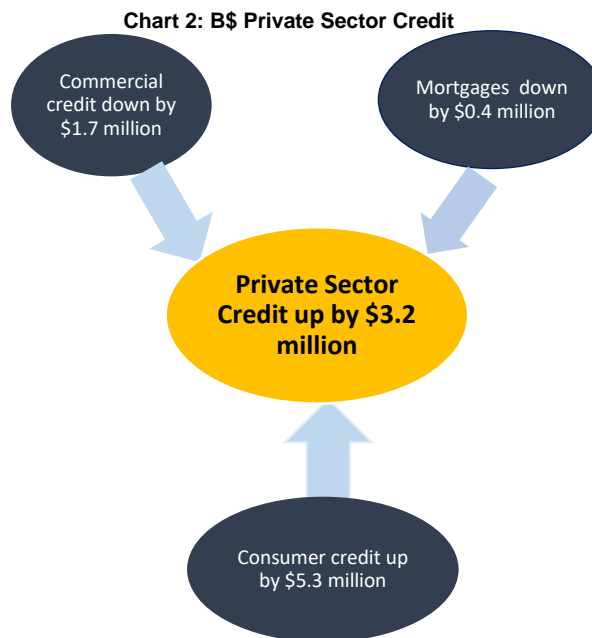 Chart 2: B$ Private Sector Credit
Commercial
credit down by
$1.7 million
Mortgages down
by $0.4 million
Private Sector
Credit up by $3.2
million
Consumer credit up
by $5.3 million